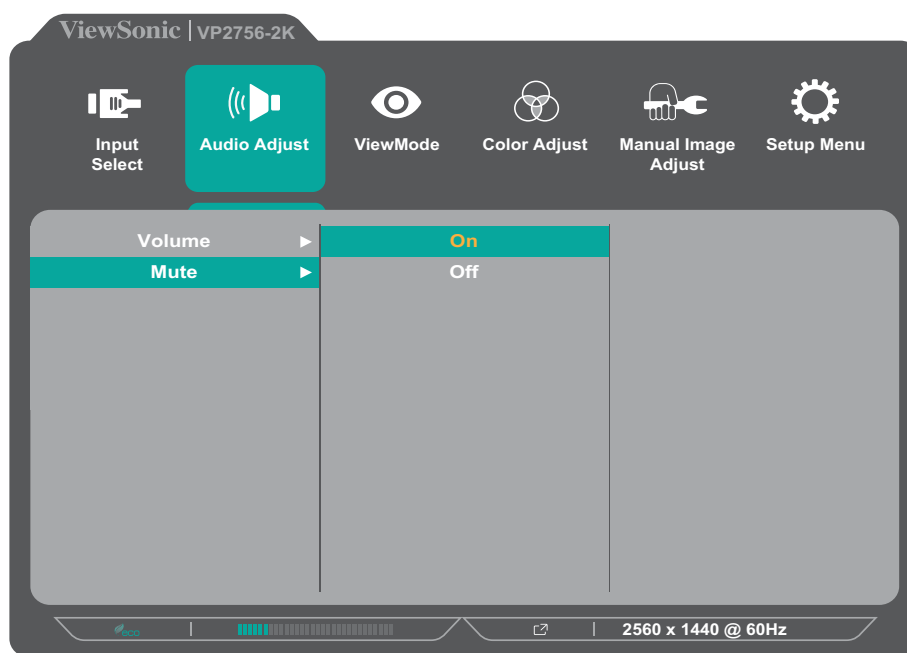 ViewSonic | VP2756-2K
Input Select
Audio Adjust
ViewMode
Color Adjust
Manual Image Adjust
Setup Menu
Volume
On
Mute
Off
eco
2560 x 1440 @ 60Hz